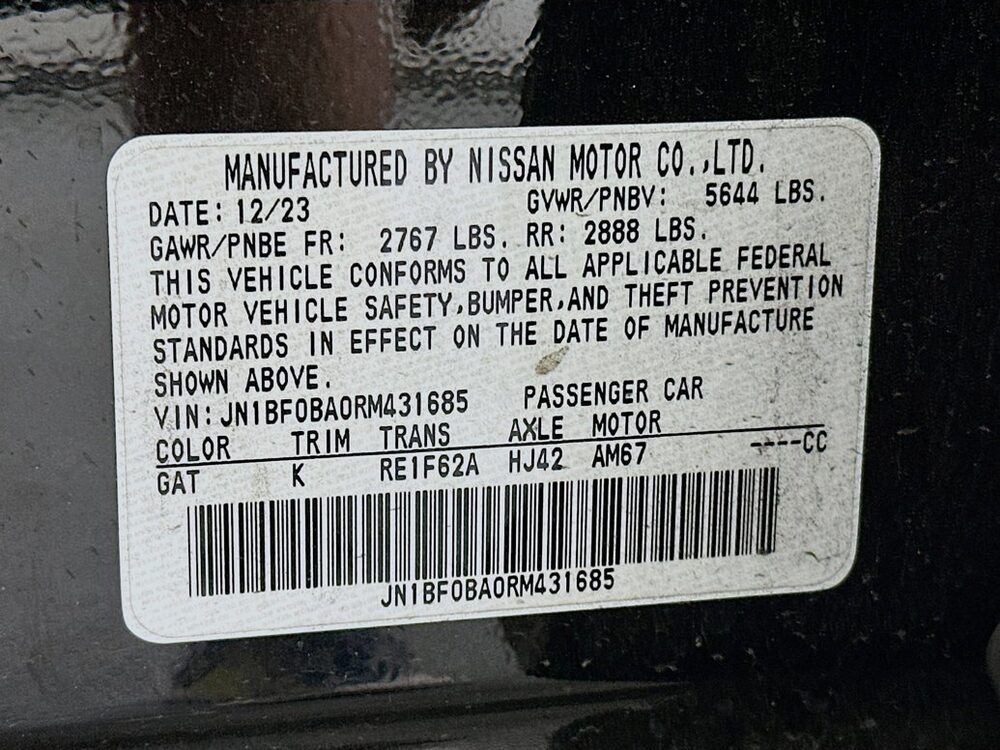 MANUFACTURED BY NISSAN MOTOR CO.,LTD.
DATE: 12/23 GVWR/PNBV: 5644 LBS.
GAWR/PNBE FR: 2767 LBS. RR: 2888 LBS.
THIS VEHICLE CONFORMS TO ALL APPLICABLE FEDERAL
MOTOR VEHICLE SAFETY,BUMPER,AND THEFT PREVENTION
STANDARDS IN EFFECT ON THE DATE OF MANUFACTURE
SHOWN ABOVE.
VIN: JN1BF0BA0RM431685 PASSENGER CAR
COLOR TRIM TRANS AXLE MOTOR
GAT K RE1F62A HJ42 AM67 ----CC
JN1BF0BA0RM431685